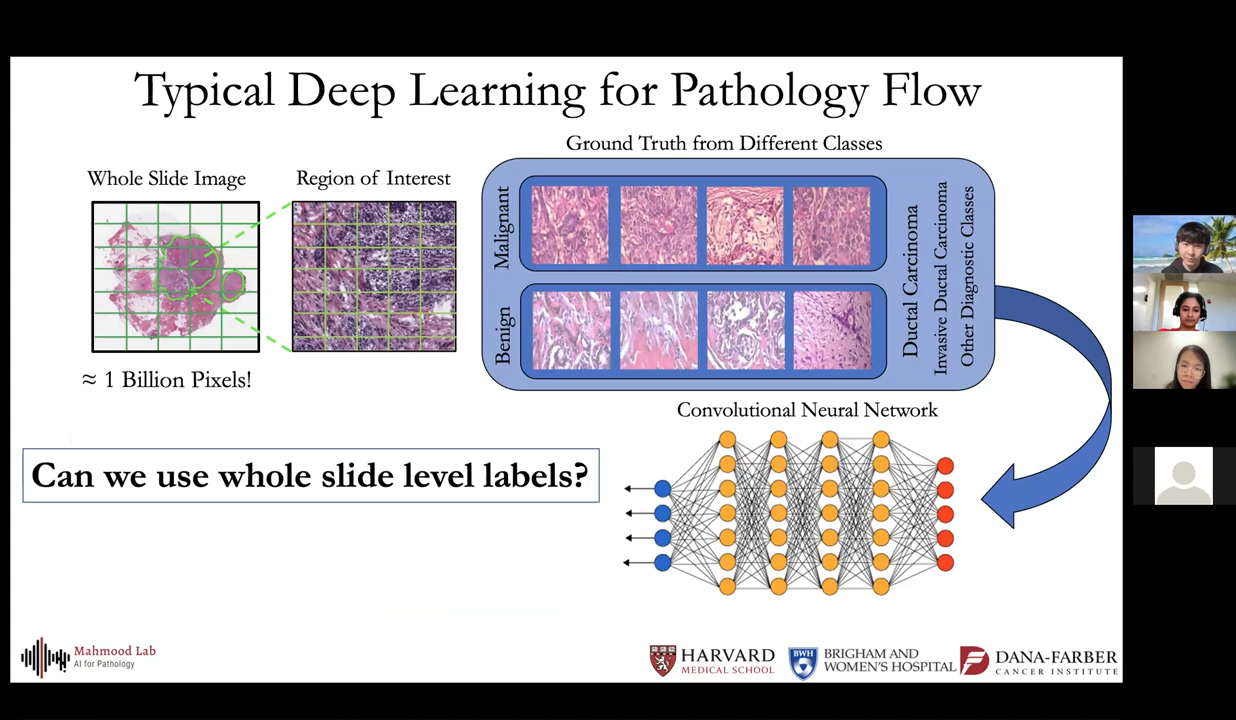 Typical Deep Learning for Pathology Flow
Ground Truth from Different Classes
Whole Slide Image
Region of Interest
Malignant
Benign
Ductal Carcinoma
Invasive Ductal Carcinoma
Other Diagnostic Classes
≈ 1 Billion Pixels!
Convolutional Neural Network
Can we use whole slide level labels?
Mahmood Lab
AI for Pathology
HARVARD
MEDICAL SCHOOL
BWH
BRIGHAM AND
WOMEN'S HOSPITAL
DANA-FARBER
CANCER INSTITUTE